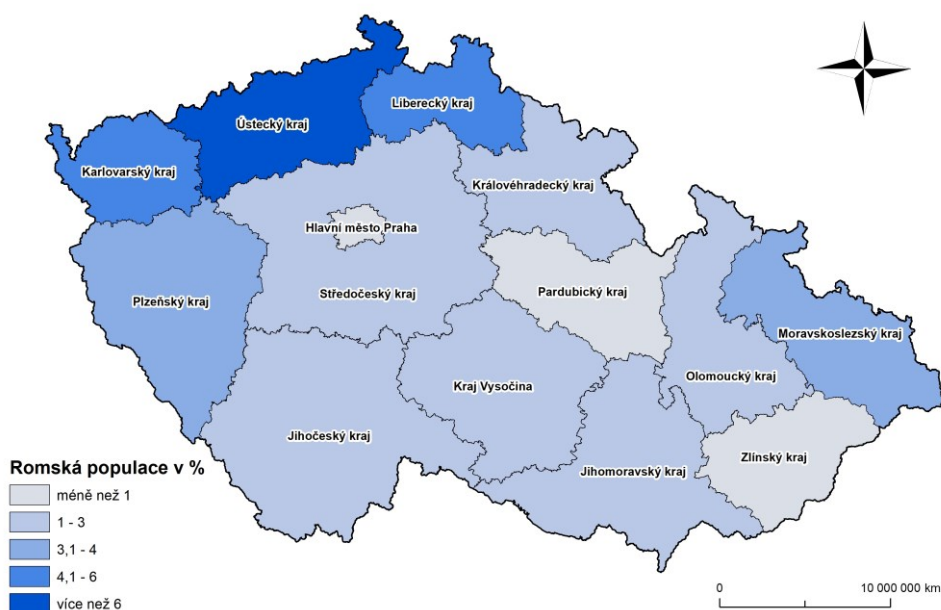 Liberecký kraj
Ústecký kraj
Karlovarský kraj
Královéhradecký kraj
Hlavní město Praha
Středočeský kraj
Pardubický kraj
Plzeňský kraj
Moravskoslezský kraj
Olomoucký kraj
Kraj Vysočina
Jihočeský kraj
Zlínský kraj
Jihomoravský kraj
Romská populace v %
méně než 1
1 - 3
3,1 - 4
4,1 - 6
více než 6
0 10 000 000 km